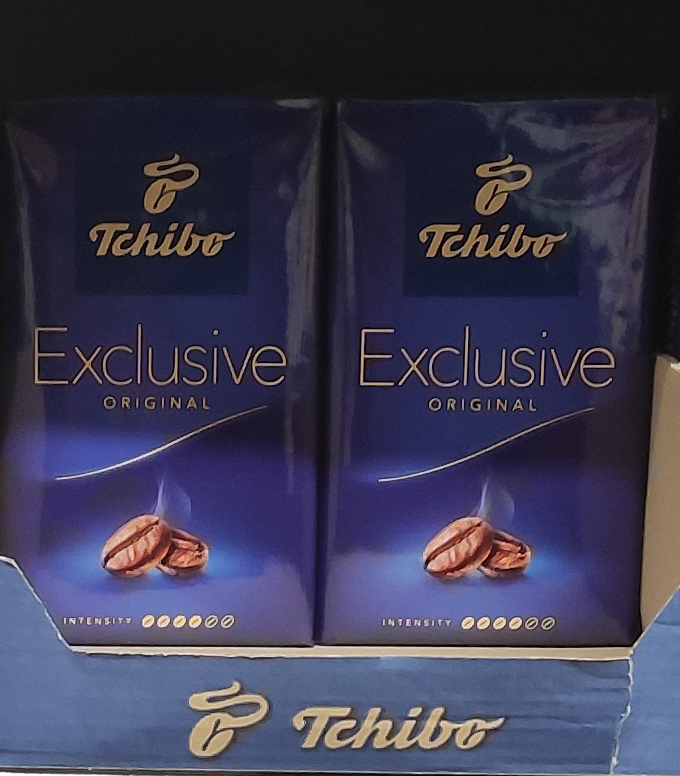 Tchibo
Exclusive
ORIGINAL
INTENSITY
Tchibo
Exclusive
ORIGINAL
INTENSITY
Tchibo